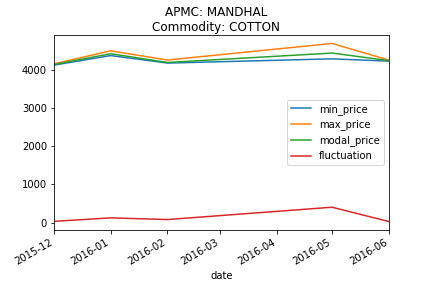 APMC: MANDHAL
Commodity: COTTON
4000
3000
2000
1000
0
min_price
max_price
modal_price
fluctuation
2015-12
2016-01
2016-02
2016-03
2016-04
2016-05
2016-06
date